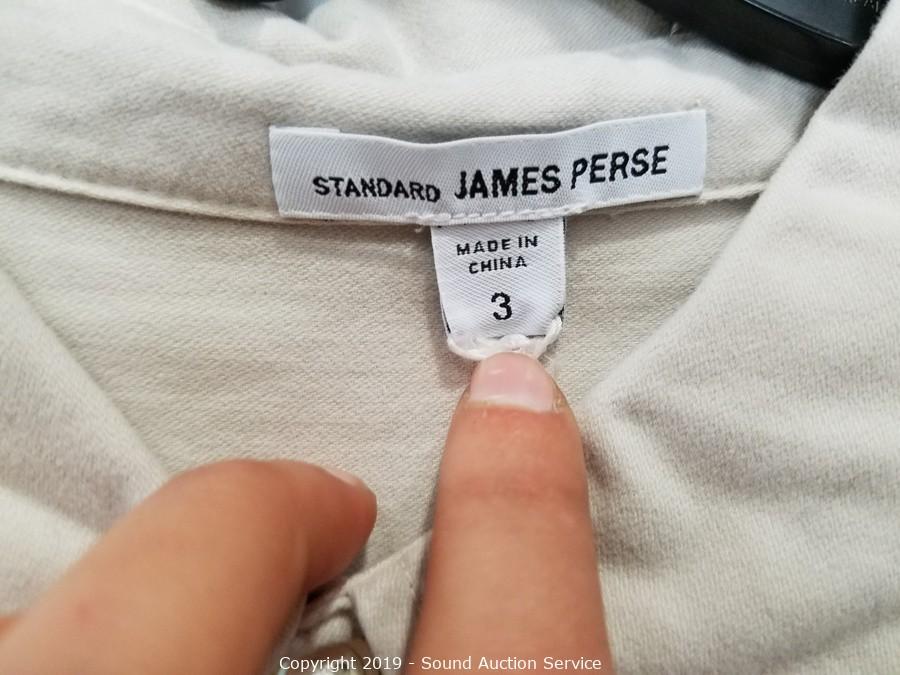 STANDARD JAMES PERSE
MADE IN
CHINA
3
Copyright 2019 - Sound Auction Service